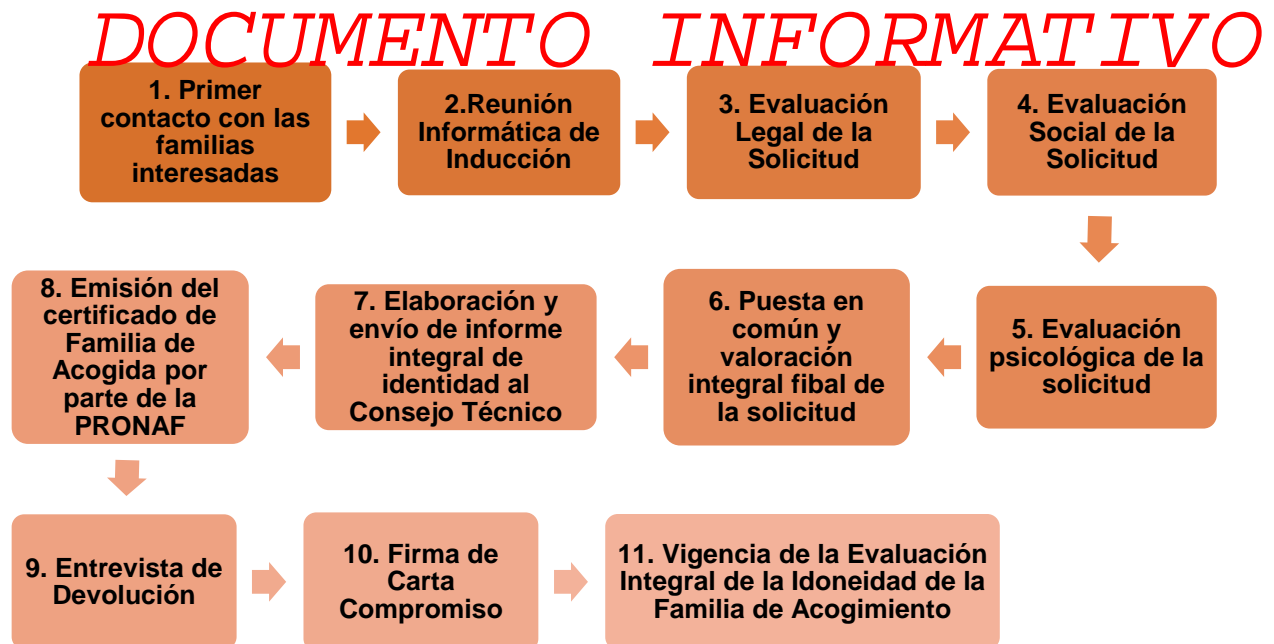 DOCUMENTO INFORMATIVO
1. Primer
contacto con las
familias
interesadas
2.Reunión
Informática de
Inducción
3. Evaluación
Legal de la
Solicitud
4. Evaluación
Social de la
Solicitud
5. Evaluación
psicológica de la
solicitud
6. Puesta en
común y
valoración
integral fibal de
la solicitud
7. Elaboración y
envío de informe
integral de
identidad al
Consejo Técnico
8. Emisión del
certificado de
Familia de
Acogida por
parte de la
PRONAF
9. Entrevista de
Devolución
10. Firma de
Carta
Compromiso
11. Vigencia de la Evaluación
Integral de la Idoneidad de la
Familia de Acogimiento